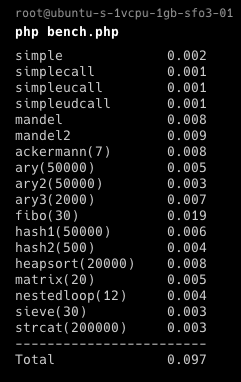 root@ubuntu-s-1vcpu-1gb-sfo3-01
php bench.php
simple 0.002
simplecall 0.001
simpleucall 0.001
simpleudcall 0.001
mandel 0.008
mandel2 0.009
ackermann(7) 0.008
ary(50000) 0.005
ary2(50000) 0.003
ary3(2000) 0.007
fibo(30) 0.019
hash1(50000) 0.006
hash2(500) 0.004
heapsort(20000) 0.008
matrix(20) 0.005
nestedloop(12) 0.004
sieve(30) 0.003
strcat(200000) 0.003
------------------------
Total 0.097